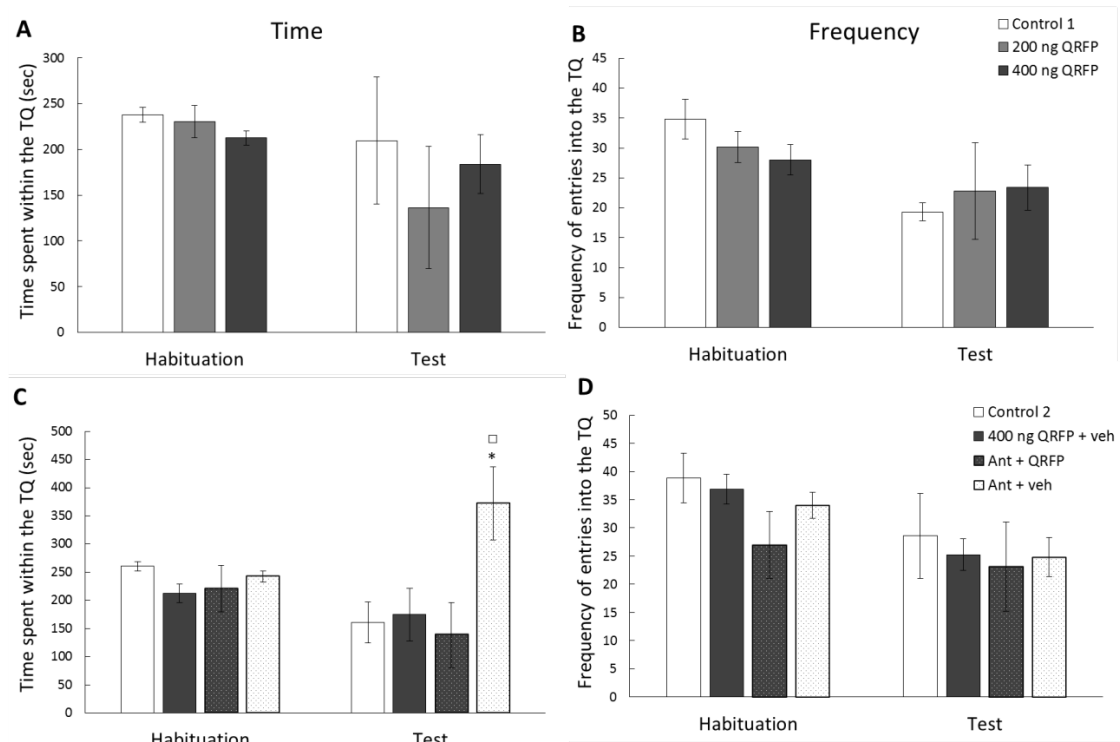 A
Time
Time spent within the TQ (sec)
300
250
200
150
100
50
0
Habituation
Test
B
Frequency
Control 1
200 ng QRFP
400 ng QRFP
Frequency of entries into the TQ
45
40
35
30
25
20
15
10
5
0
Habituation
Test
C
Time spent within the TQ (sec)
500
450
400
350
300
250
200
150
100
50
0
□
*
Habituation
Test
D
Control 2
400 ng QRFP + veh
Ant + QRFP
Ant + veh
Frequency of entries into the TQ
50
45
40
35
30
25
20
15
10
5
0
Habituation
Test